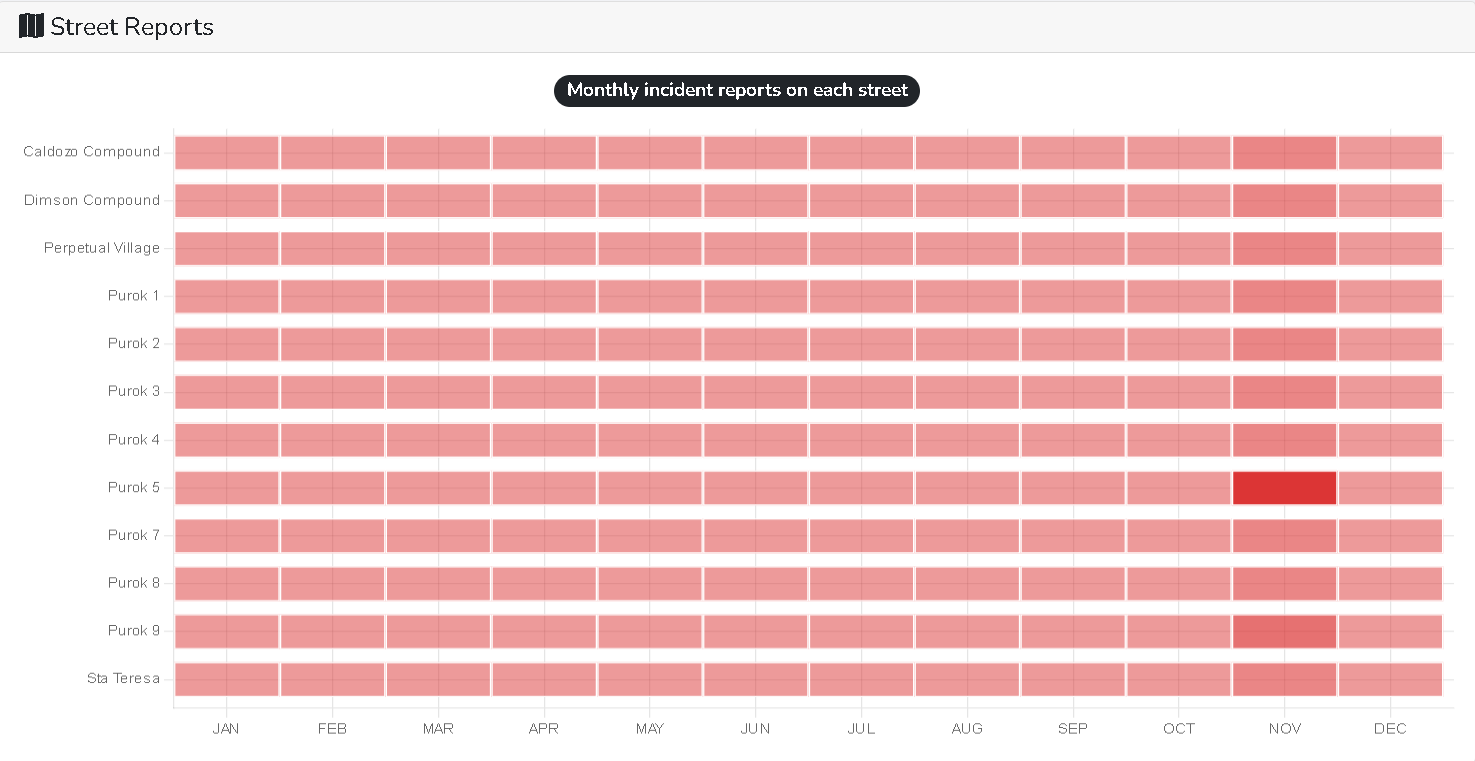 Street Reports
Monthly incident reports on each street
Caldozo Compound
Dimson Compound
Perpetual Village
Purok 1
Purok 2
Purok 3
Purok 4
Purok 5
Purok 7
Purok 8
Purok 9
Sta Teresa
JAN FEB MAR APR MAY JUN JUL AUG SEP OCT NOV DEC